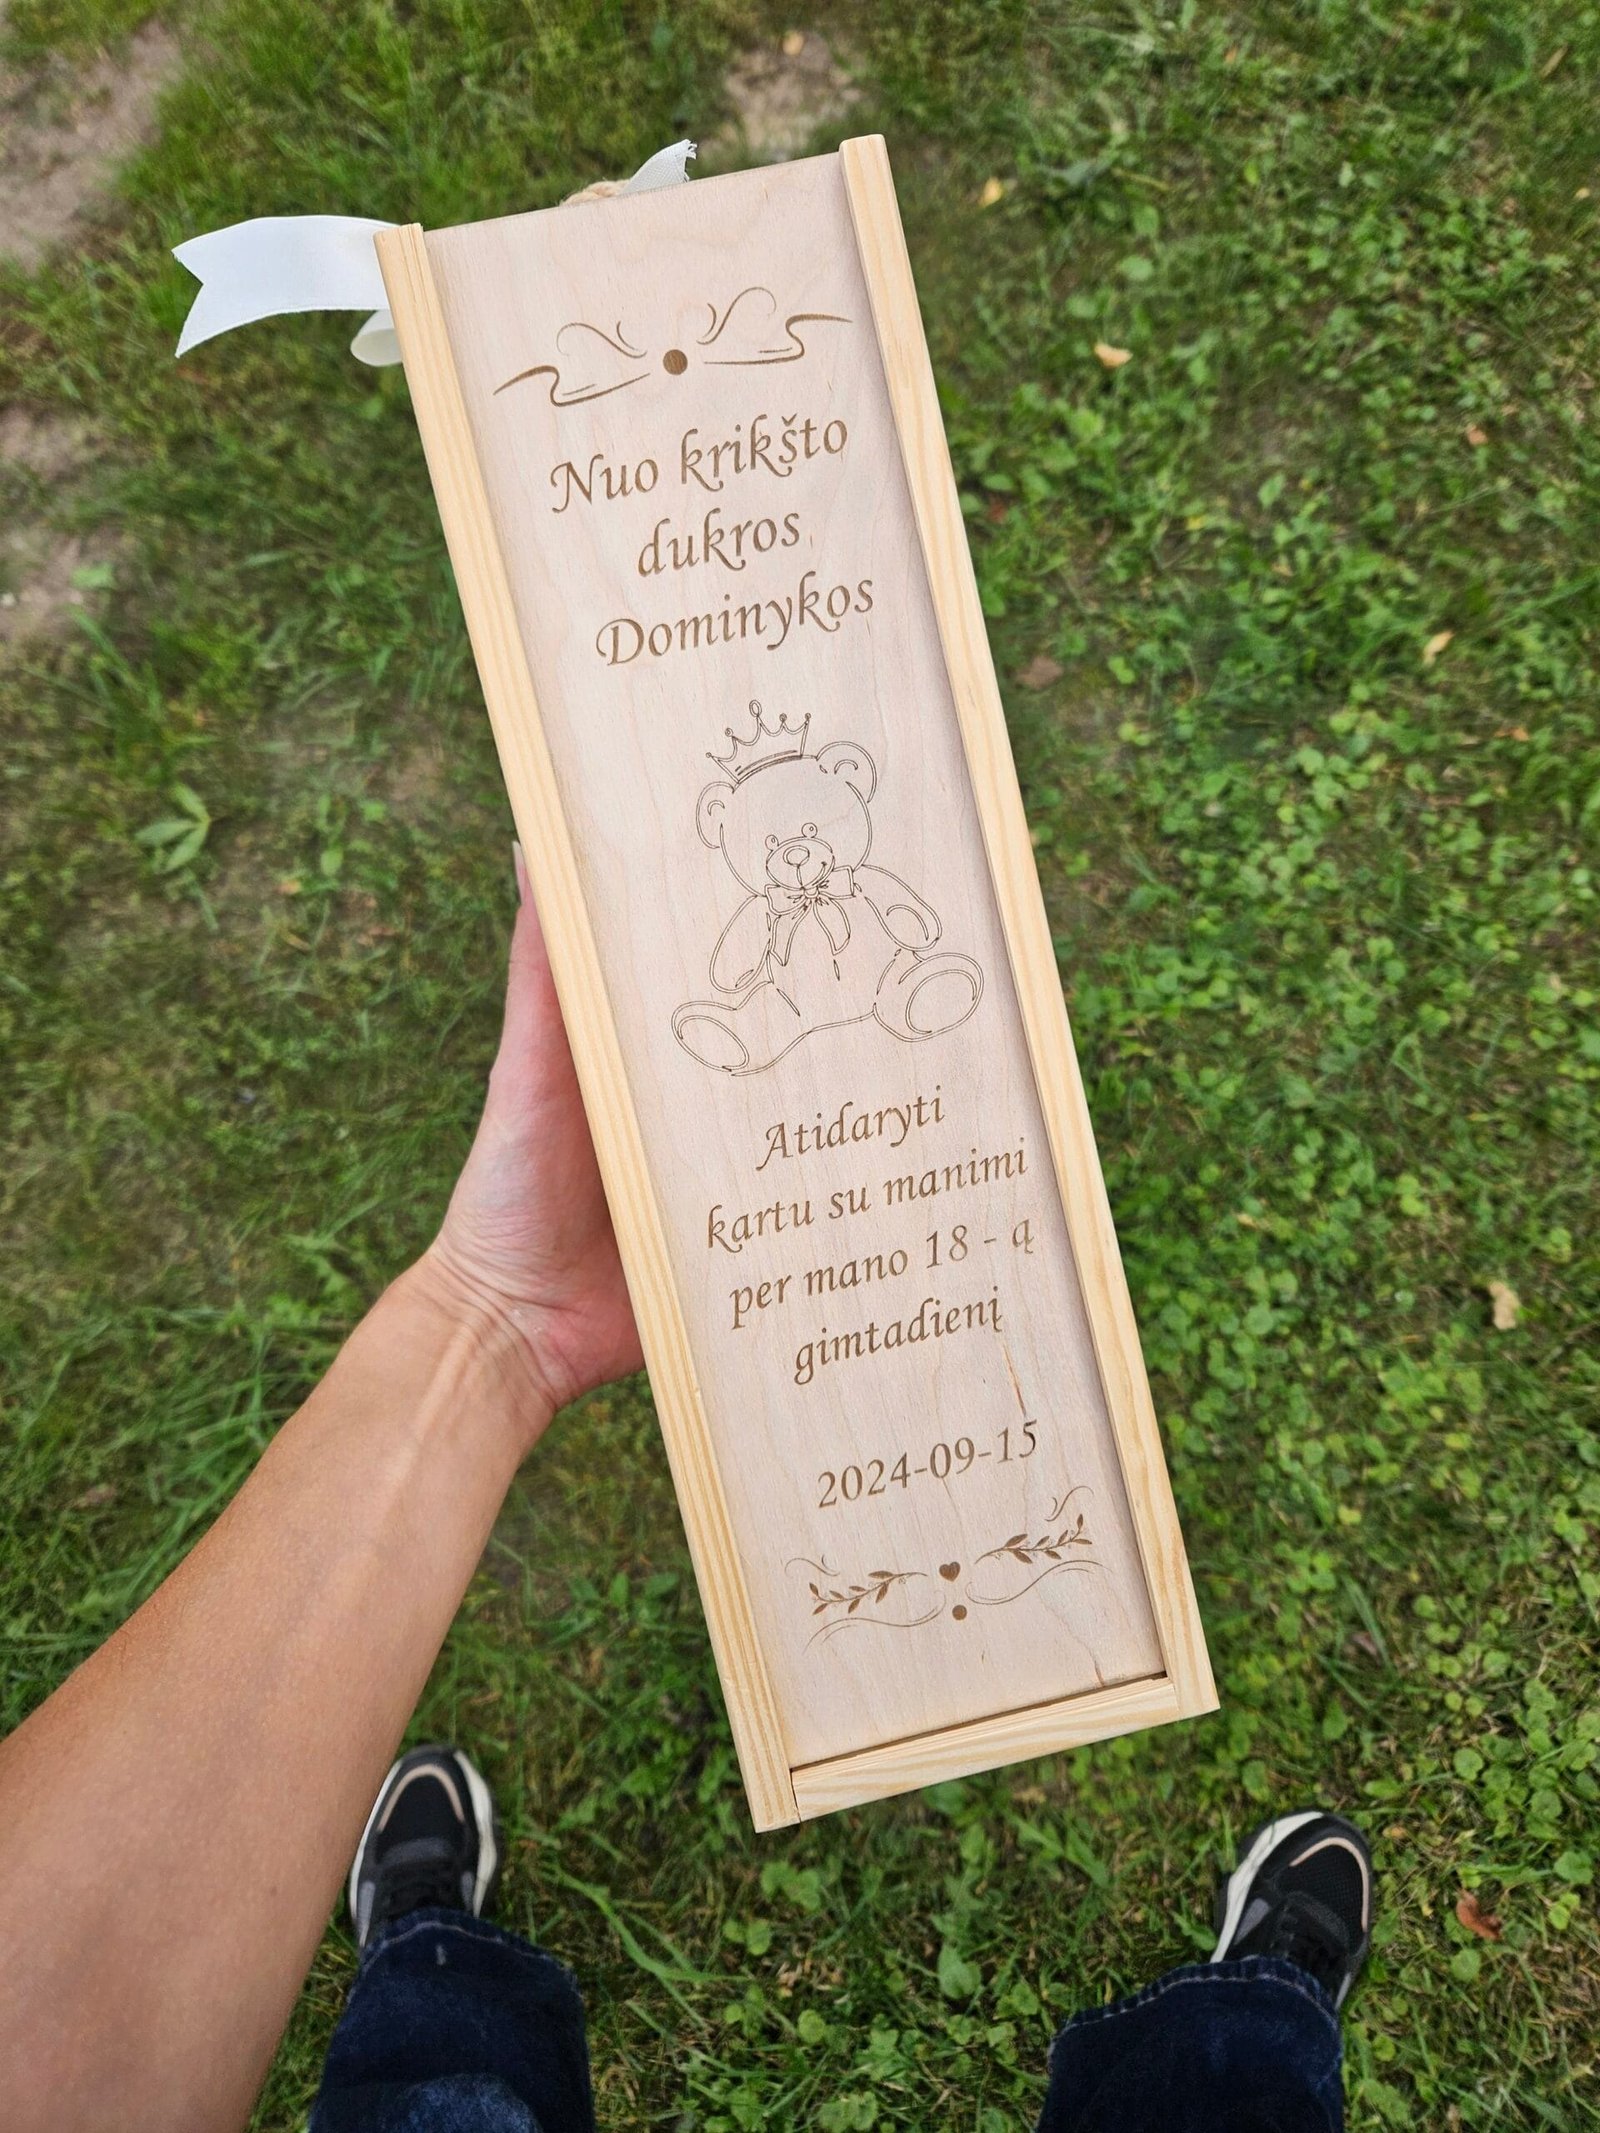 Nuo krikšto
dukros
Dominykos
Atidaryti
kartu su manimi
per mano 18 - ą
gimtadienį
2024-09-15